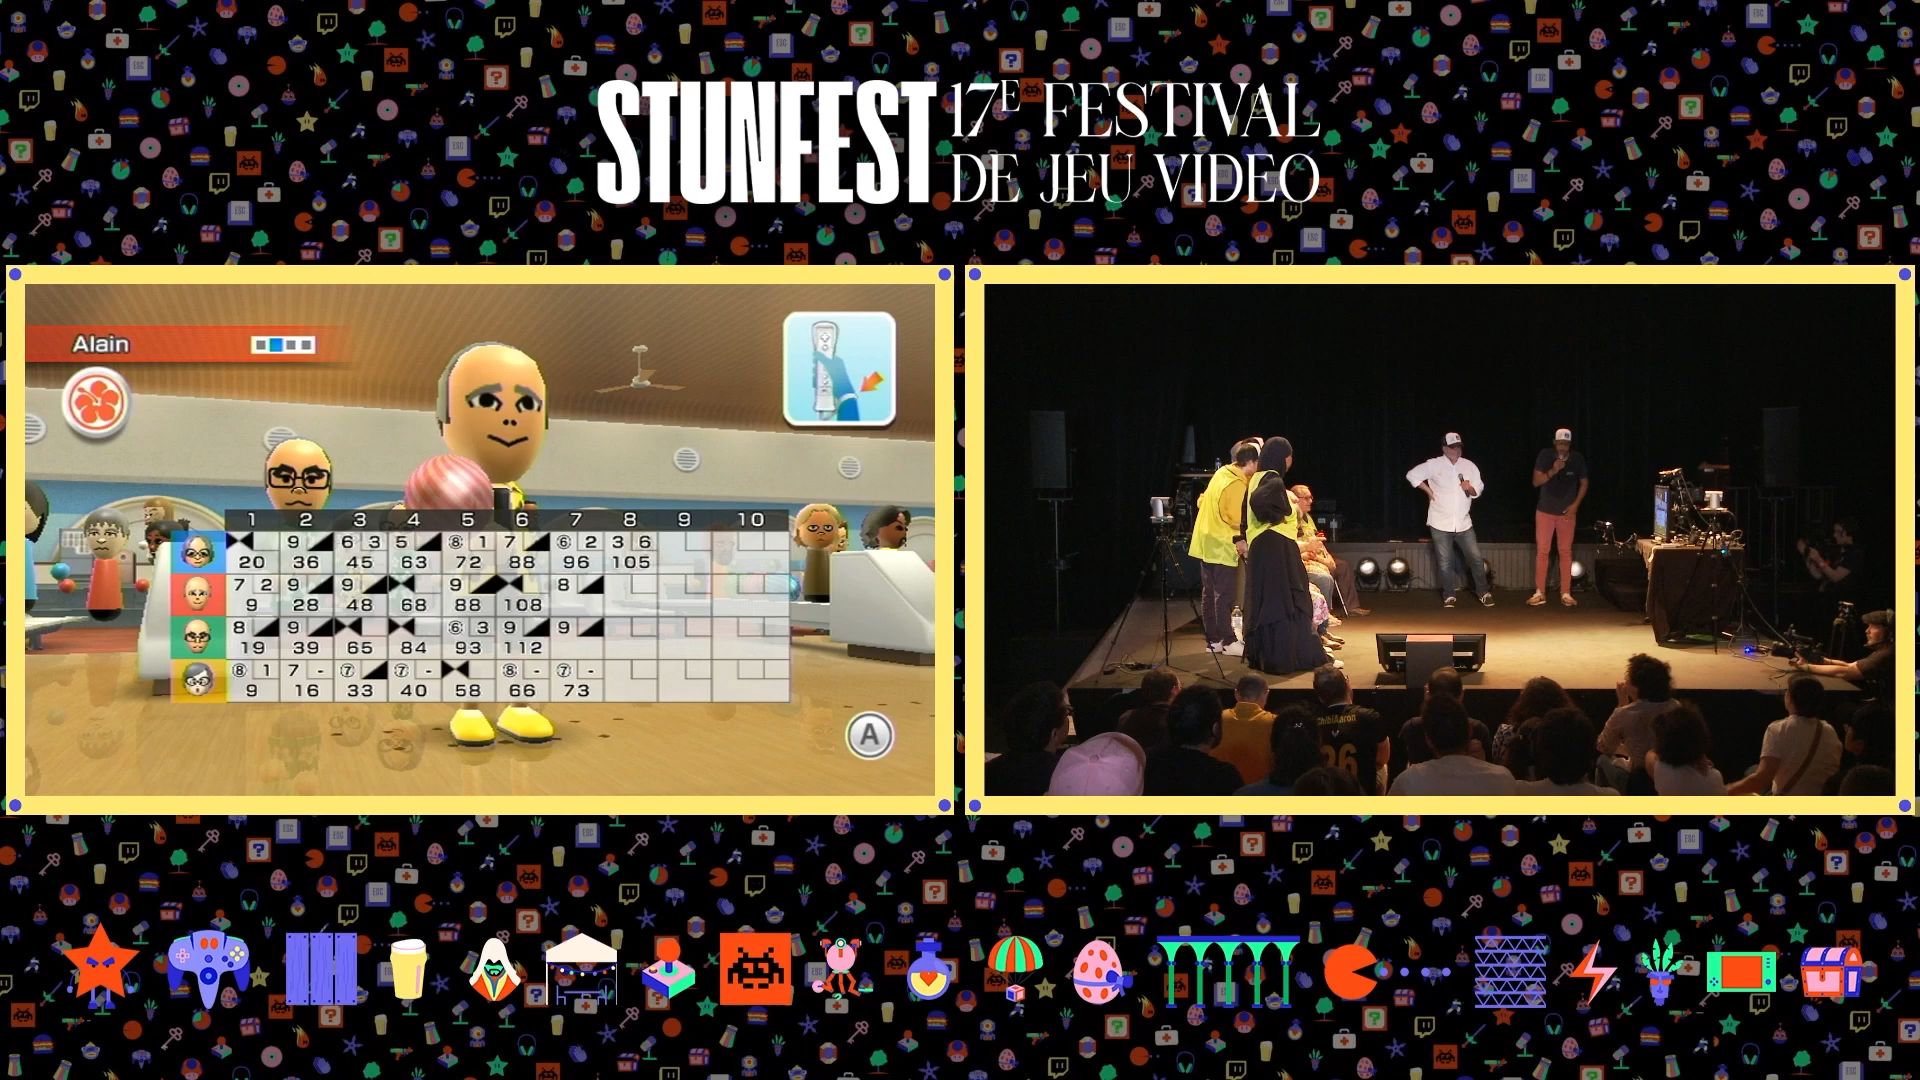 STUNFEST 17E FESTIVAL
DE JEU VIDEO
Alain
1 2 3 4 5 6 7 8 9 10
9 6 3 5 ⑧ 1 7 ⑥ 2 3 6
20 36 45 63 72 88 96 105
7 2 9 9 9 8
9 28 48 68 88 108
8 9 ⑥ 3 9 9
19 39 65 84 93 112
⑧ 1 7 - ⑦ ⑦ - ⑧ - ⑦ -
9 16 33 40 58 66 73
A
ChibiAaron
26